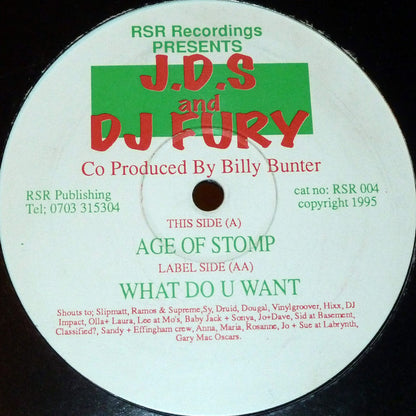 RSR Recordings
PRESENTS
J.D.S
and
DJ FURY
Co Produced By Billy Bunter
RSR Publishing
Tel; 0703 315304
cat no: RSR 004
copyright 1995
THIS SIDE (A)
AGE OF STOMP
LABEL SIDE (AA)
WHAT DO U WANT
Shouts to; Slipmatt, Ramos & Supreme,Sy, Druid, Dougal, Vinylgroover, Hixx, DJ
Impact, Olla+ Laura, Lee at Mo's, Baby Jack + Sonya, Jo+Dave, Sid at Basement,
Classified?, Sandy + Effingham crew, Anna, Maria, Rosanne, Jo + Sue at Labrynth,
Gary Mac Oscars.